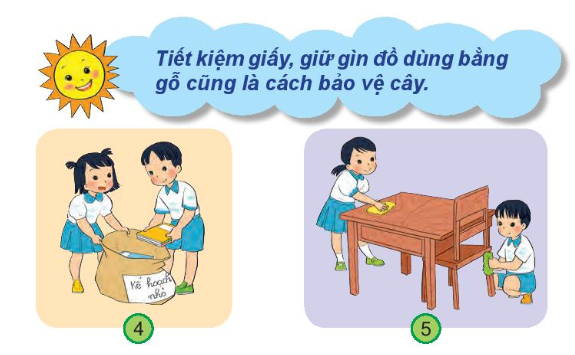 Tiết kiệm giấy, giữ gìn đồ dùng bằng
gỗ cũng là cách bảo vệ cây.
Kế hoạch
nhỏ
4
5